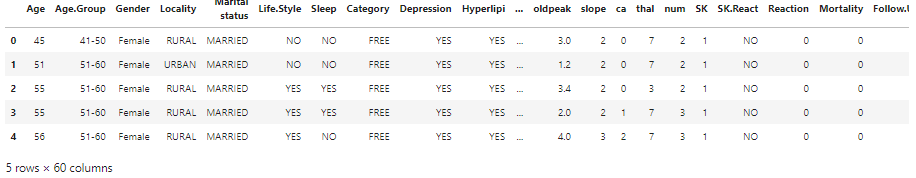 Age Age.Group Gender Locality Marital status Life.Style Sleep Category Depression Hyperlipi ... oldpeak slope ca thal num SK SK.React Reaction Mortality
0 45 41-50 Female RURAL MARRIED NO NO FREE YES YES ... 3.0 2 0 7 2 1 NO 0 0
1 51 51-60 Female URBAN MARRIED NO NO FREE YES YES ... 1.2 2 0 7 2 1 NO 0 0
2 55 51-60 Female RURAL MARRIED YES YES FREE YES YES ... 3.4 2 0 3 2 1 NO 0 0
3 55 51-60 Female RURAL MARRIED YES YES FREE YES YES ... 2.0 2 1 7 3 1 NO 0 0
4 56 51-60 Female RURAL MARRIED YES NO FREE YES YES ... 4.0 3 2 7 3 1 NO 0 0
5 rows × 60 columns